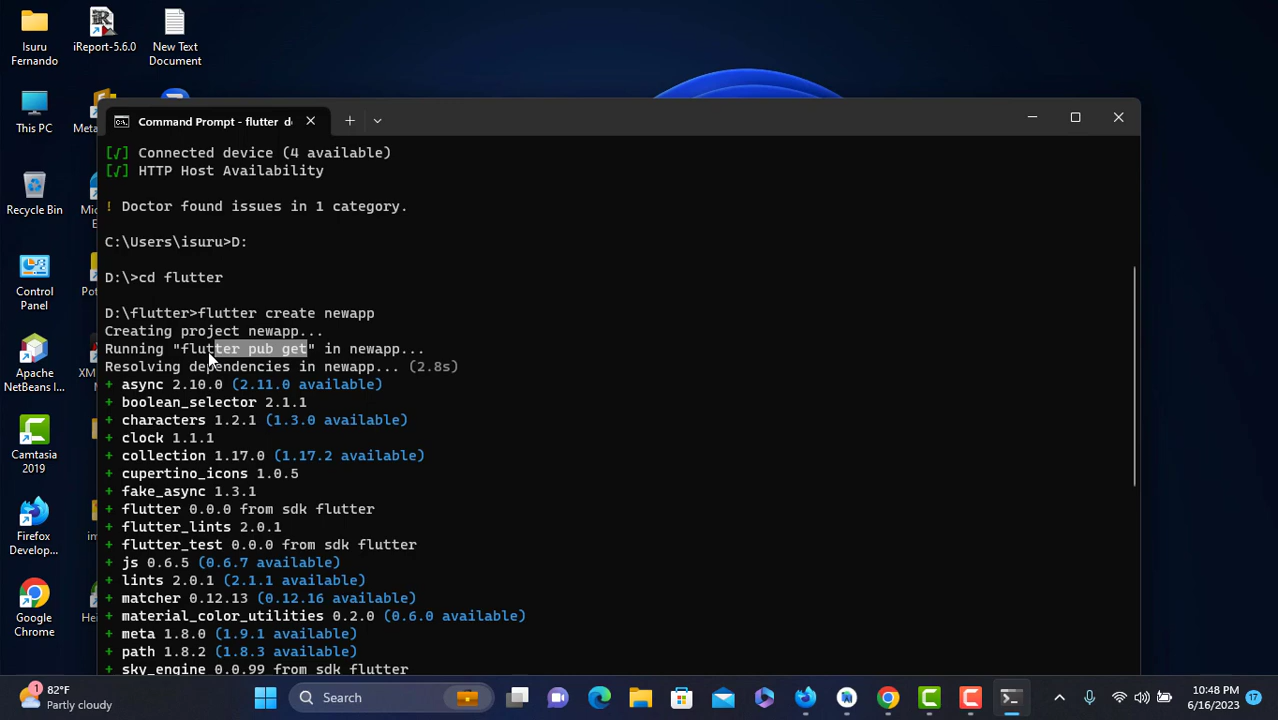 Isuru Fernando
iReport-5.6.0
New Text Document
This PC
Meta
Command Prompt - flutter d
[√] Connected device (4 available)
[√] HTTP Host Availability
! Doctor found issues in 1 category.
Recycle Bin
Mic
E
C:\Users\isuru>D:
D:\>cd flutter
Control Panel
Pot
D:\flutter>flutter create newapp
Creating project newapp...
Running "flutter pub get" in newapp...
Resolving dependencies in newapp... (2.8s)
Apache NetBeans I...
XM
+ async 2.10.0 (2.11.0 available)
+ boolean_selector 2.1.1
+ characters 1.2.1 (1.3.0 available)
+ clock 1.1.1
+ collection 1.17.0 (1.17.2 available)
Camtasia 2019
+ cupertino_icons 1.0.5
+ fake_async 1.3.1
+ flutter 0.0.0 from sdk flutter
+ flutter_lints 2.0.1
Firefox Develop...
im
+ flutter_test 0.0.0 from sdk flutter
+ js 0.6.5 (0.6.7 available)
+ lints 2.0.1 (2.1.1 available)
+ matcher 0.12.13 (0.12.16 available)
Google Chrome
Hei
+ material_color_utilities 0.2.0 (0.6.0 available)
+ meta 1.8.0 (1.9.1 available)
+ path 1.8.2 (1.8.3 available)
+ sky_engine 0.0.99 from sdk flutter
1
82°F
Partly cloudy
Search
10:48 PM
6/16/2023
17